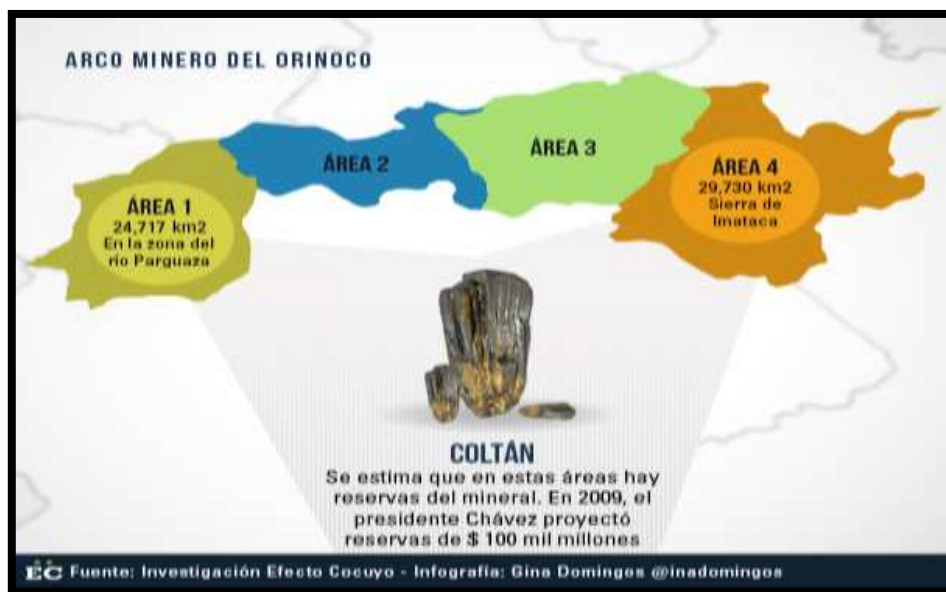 ARCO MINERO DEL ORINOCO
ÁREA 1
24,717 km2
En la zona del
río Parguaza
ÁREA 2
ÁREA 3
ÁREA 4
29,730 km2
Sierra de
Imataca
COLTÁN
Se estima que en estas áreas hay
reservas del mineral. En 2009, el
presidente Chávez proyectó
reservas de $ 100 mil millones
EC Fuente: Investigación Efecto Cocuyo - Infografía: Gina Domingos @inadomingos